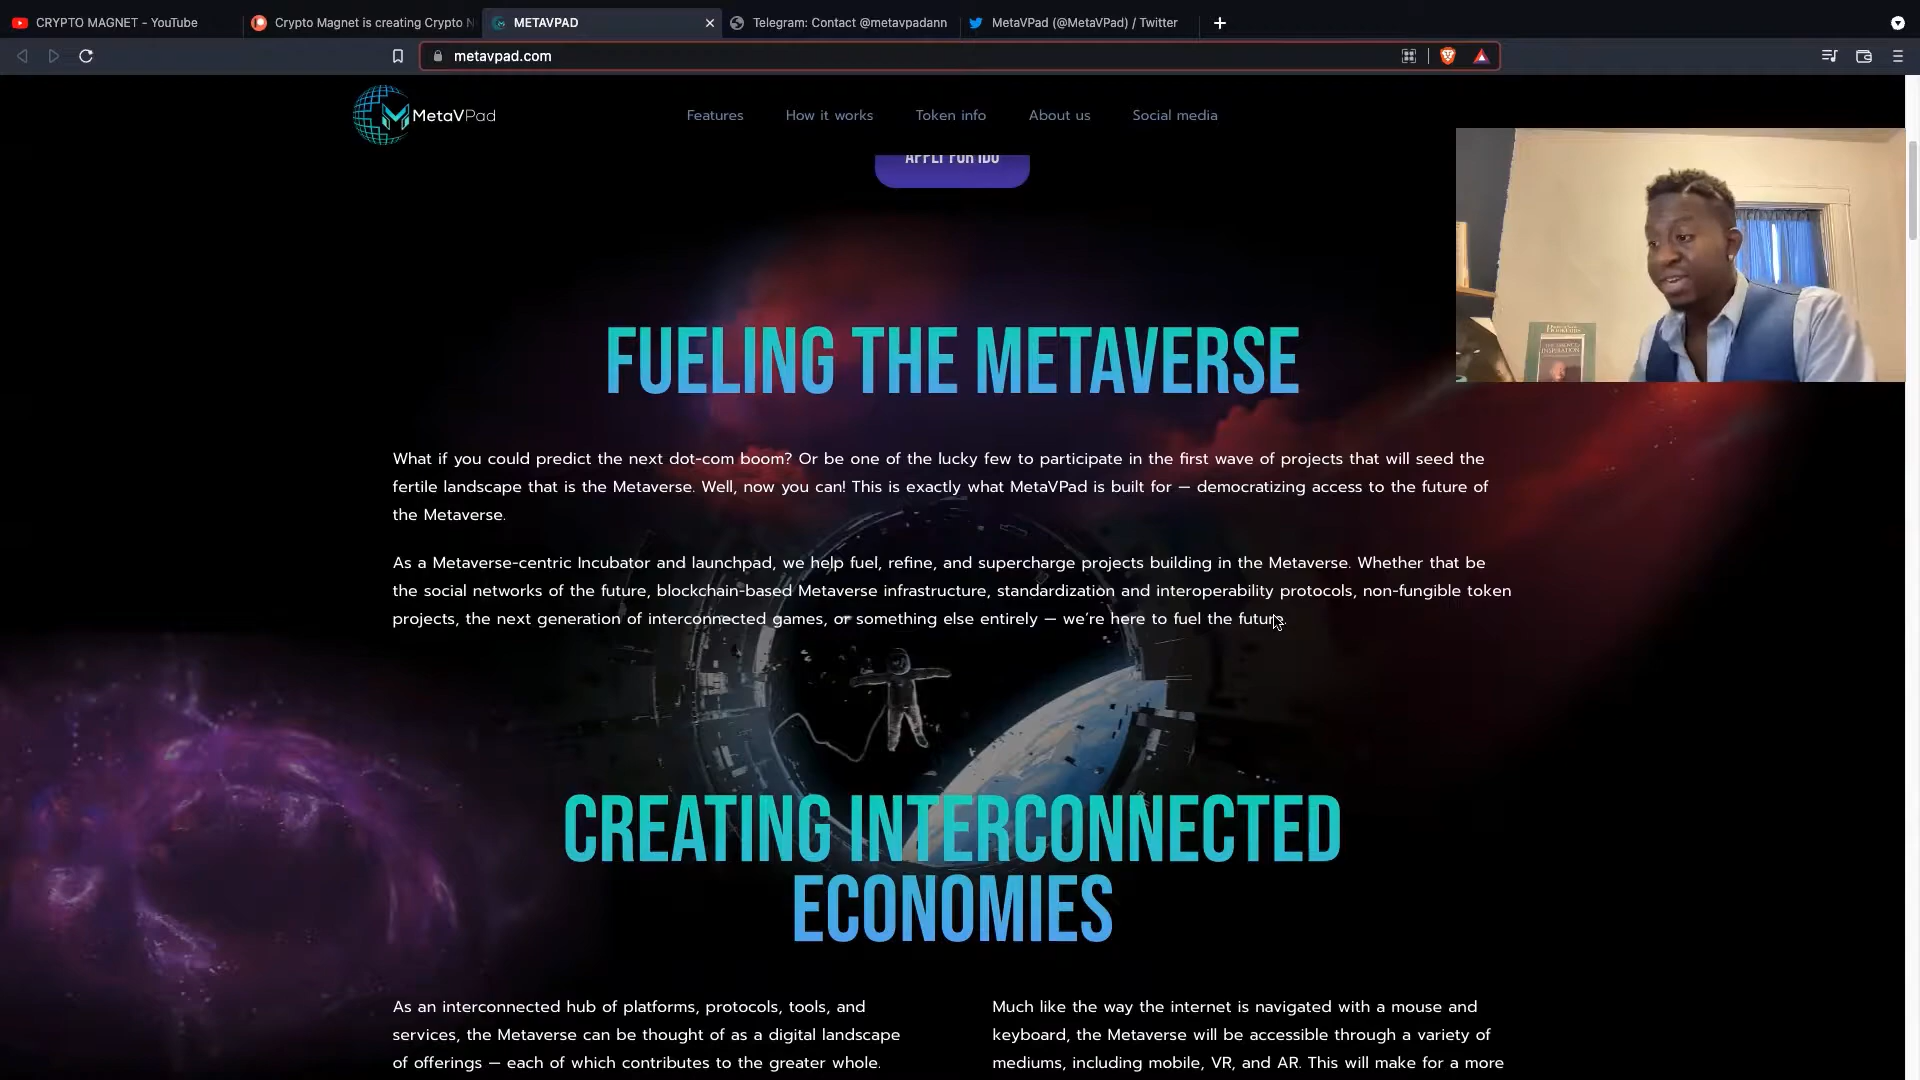 CRYPTO MAGNET - YouTube
Crypto Magnet is creating Crypto N
METAVPAD
Telegram: Contact @metavpadann
MetaVPad (@MetaVPad) / Twitter
metavpad.com
MetaVPad
Features
How it works
Token info
About us
Social media
APPLY FOR IDO
FUELING THE METAVERSE
What if you could predict the next dot-com boom? Or be one of the lucky few to participate in the first wave of projects that will seed the
fertile landscape that is the Metaverse. Well, now you can! This is exactly what MetaVPad is built for — democratizing access to the future of
the Metaverse.
As a Metaverse-centric Incubator and launchpad, we help fuel, refine, and supercharge projects building in the Metaverse. Whether that be
the social networks of the future, blockchain-based Metaverse infrastructure, standardization and interoperability protocols, non-fungible token
projects, the next generation of interconnected games, or something else entirely — we’re here to fuel the future.
CREATING INTERCONNECTED
ECONOMIES
As an interconnected hub of platforms, protocols, tools, and
services, the Metaverse can be thought of as a digital landscape
of offerings — each of which contributes to the greater whole.
Much like the way the internet is navigated with a mouse and
keyboard, the Metaverse will be accessible through a variety of
mediums, including mobile, VR, and AR. This will make for a more